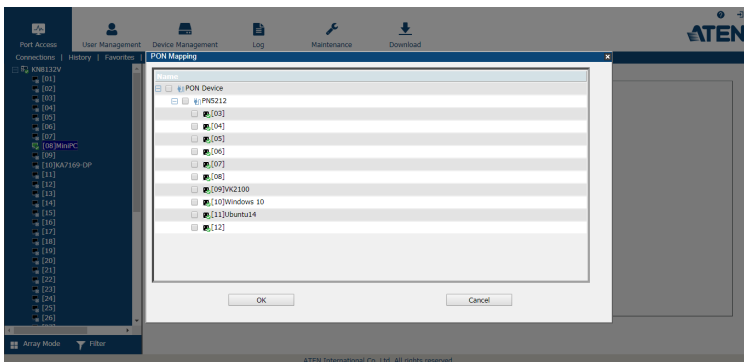 Port Access
User Management
Device Management
Log
Maintenance
Download
ATEN
Connections | History | Favorites |
KN8132V
[01]
[02]
[03]
[04]
[05]
[06]
[07]
[08]MiniPC
[09]
[10]KA7169-DP
[11]
[12]
[13]
[14]
[15]
[16]
[17]
[18]
[19]
[20]
[21]
[22]
[23]
[24]
[25]
[26]
Array Mode
Filter
PON Mapping
x
Name
PON Device
PN5212
[03]
[04]
[05]
[06]
[07]
[08]
[09]VK2100
[10]Windows 10
[11]Ubuntu14
[12]
OK
Cancel
ATEN International Co., Ltd. All rights reserved.